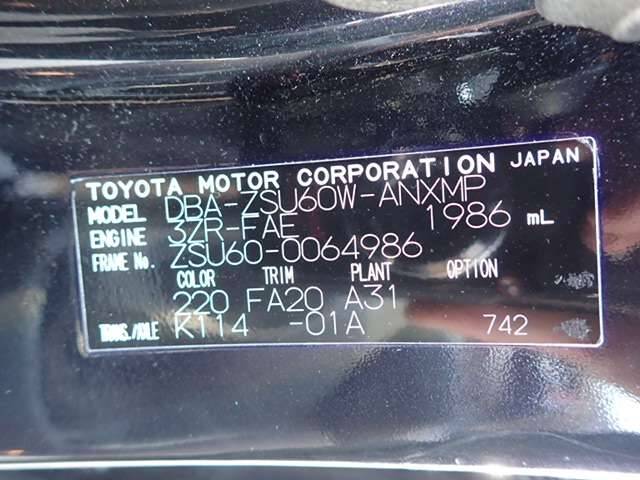 TOYOTA MOTOR CORPORATION JAPAN
MODEL DBA-ZSU60W-ANXMP
ENGINE 3ZR-FAE 1986 mL
FRAME No. ZSU60-0064986
COLOR TRIM PLANT OPTION
220 FA20 A31
TRANS./AXLE K114 -01A 742